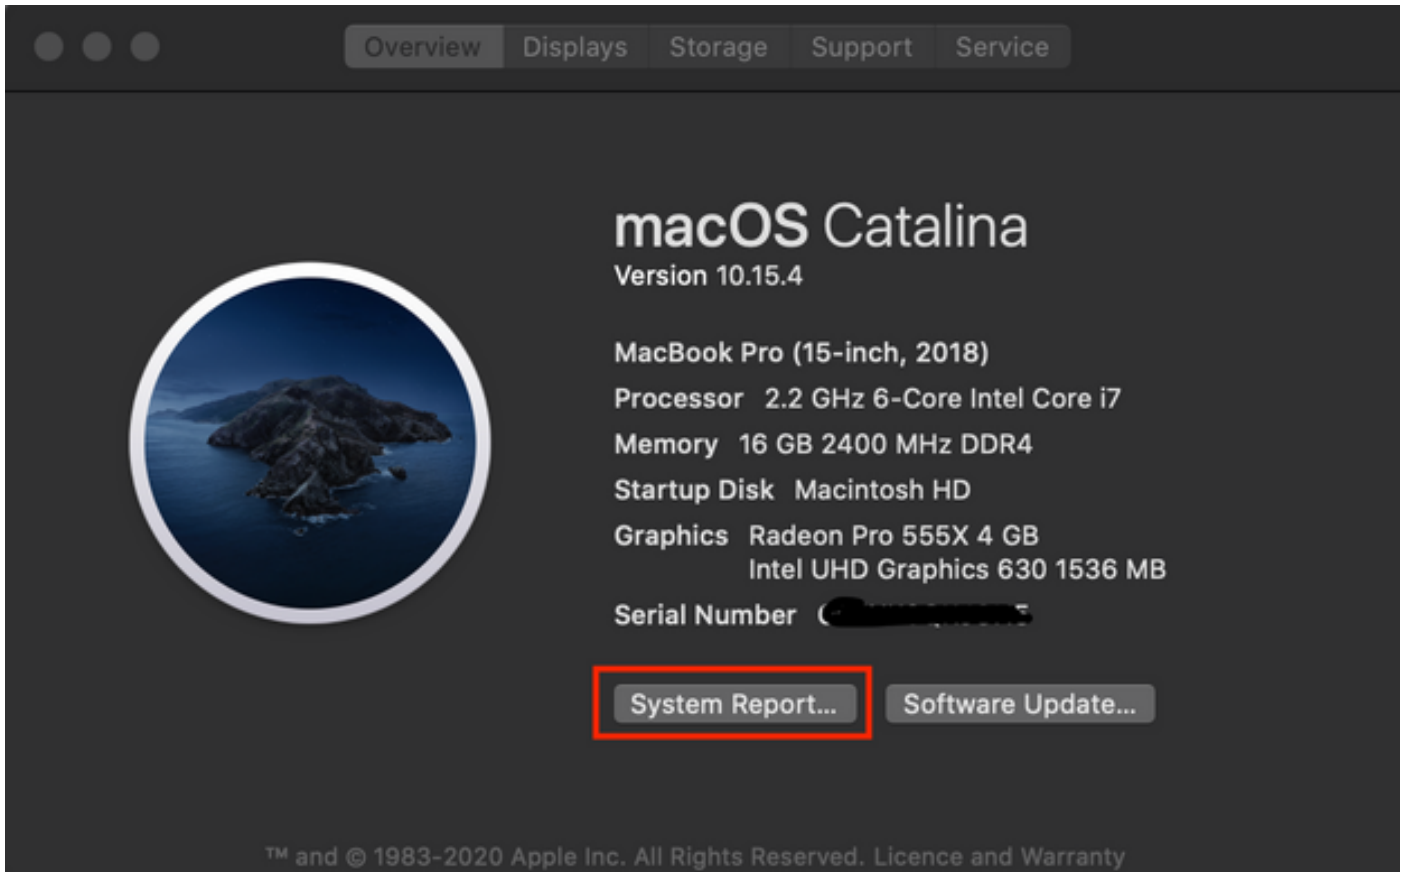 Overview Displays Storage Support Service
macOS Catalina
Version 10.15.4
MacBook Pro (15-inch, 2018)
Processor 2.2 GHz 6-Core Intel Core i7
Memory 16 GB 2400 MHz DDR4
Startup Disk Macintosh HD
Graphics Radeon Pro 555X 4 GB
Intel UHD Graphics 630 1536 MB
Serial Number
System Report... Software Update...
™ and © 1983-2020 Apple Inc. All Rights Reserved. Licence and Warranty